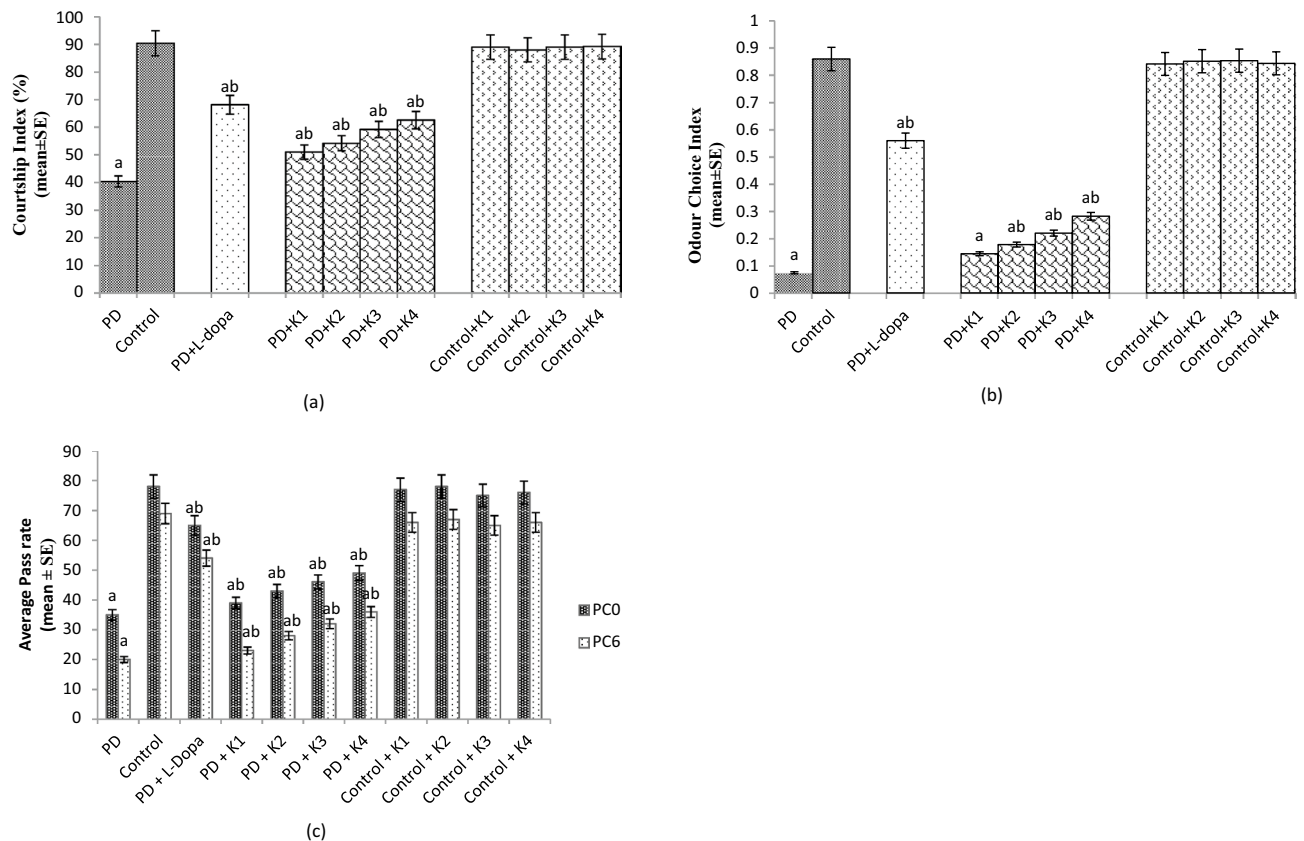 Courtship Index (%)
(mean±SE)
100
90
80
70
60
50
40
30
20
10
0
a
ab
ab
ab
ab
ab
PD
Control
PD+L-dopa
PD+K1
PD+K2
PD+K3
PD+K4
Control+K1
Control+K2
Control+K3
Control+K4
(a)
Odour Choice Index
(mean±SE)
1
0.9
0.8
0.7
0.6
0.5
0.4
0.3
0.2
0.1
0
a
ab
a
ab
ab
ab
PD
Control
PD+L-dopa
PD+K1
PD+K2
PD+K3
PD+K4
Control+K1
Control+K2
Control+K3
Control+K4
(b)
Average Pass rate
(mean ± SE)
90
80
70
60
50
40
30
20
10
0
a
a
ab
ab
ab
ab
ab
ab
ab
ab
ab
ab
PD
Control
PD + L-Dopa
PD + K1
PD + K2
PD + K3
PD + K4
Control + K1
Control + K2
Control + K3
Control + K4
PC0
PC6
(c)